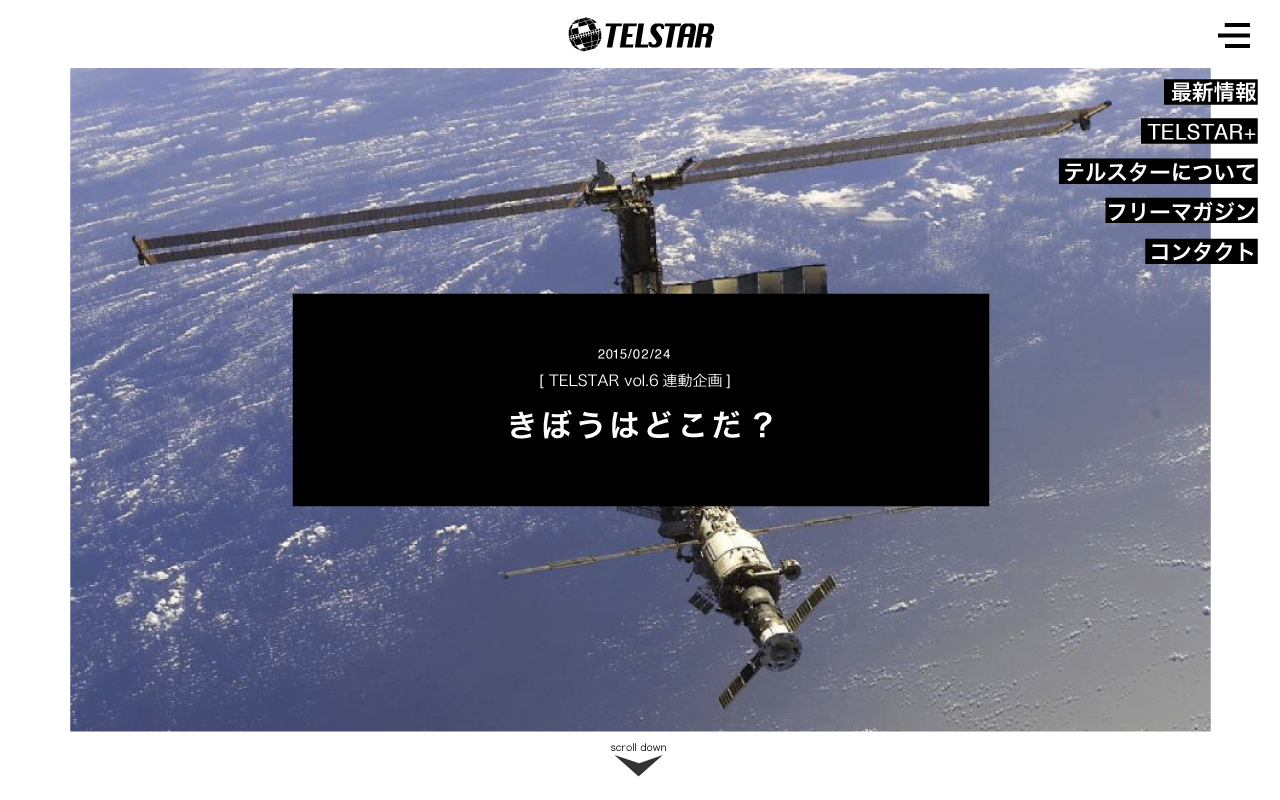 TELSTAR
最新情報
TELSTAR+
テルスターについて
フリーマガジン
コンタクト
2015/02/24
[ TELSTAR vol.6 連動企画 ]
きぼうはどこだ？
scroll down